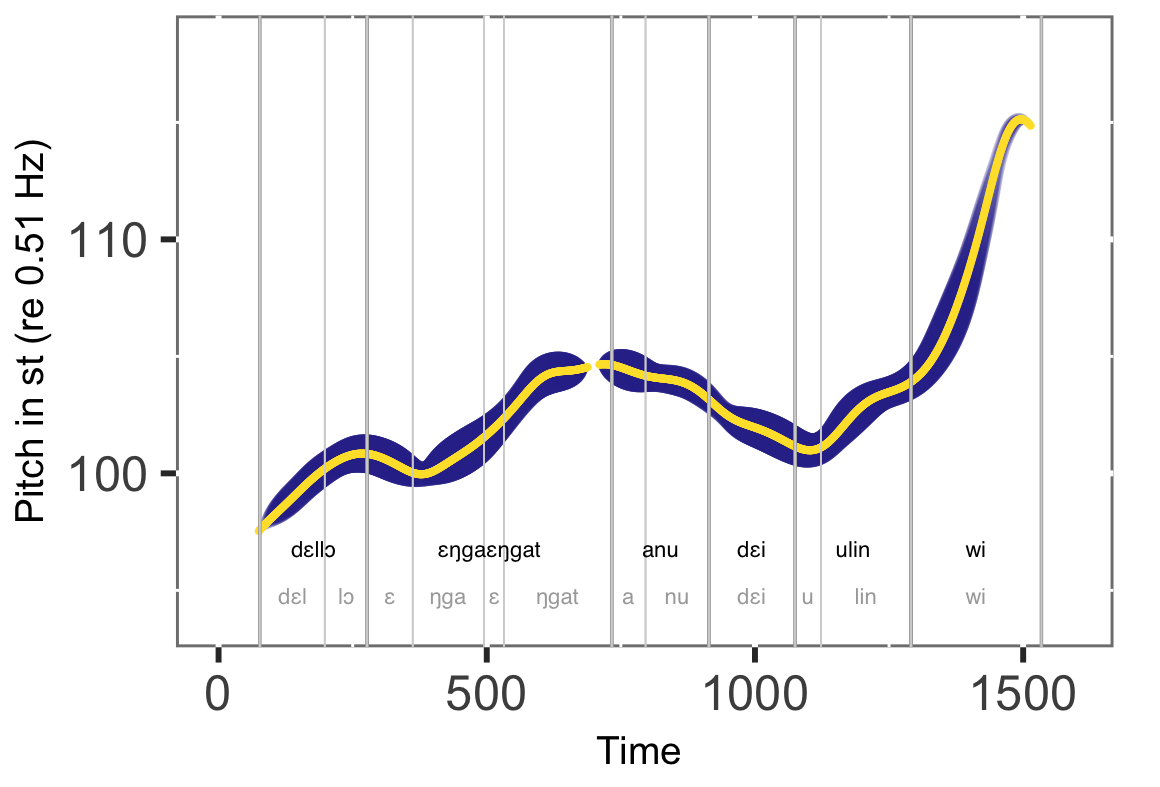 Pitch in st (re 0.51 Hz)
110
100
dɛllɔ ɛŋgaɛŋgat anu dɛi ulin wi
dɛl lɔ ɛ ŋga ɛ ŋgat a nu dɛi u lin wi
0 500 1000 1500
Time